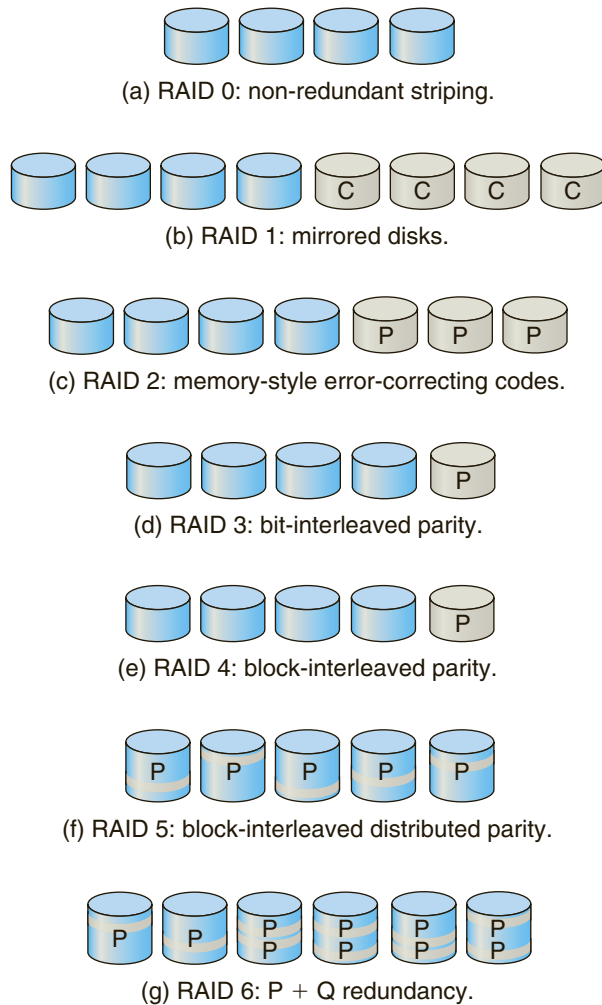 (a) RAID 0: non-redundant striping.
C C C C
(b) RAID 1: mirrored disks.
P P P
(c) RAID 2: memory-style error-correcting codes.
P
(d) RAID 3: bit-interleaved parity.
P
(e) RAID 4: block-interleaved parity.
P P P P P
(f) RAID 5: block-interleaved distributed parity.
P P P P P P
P P P P
(g) RAID 6: P + Q redundancy.